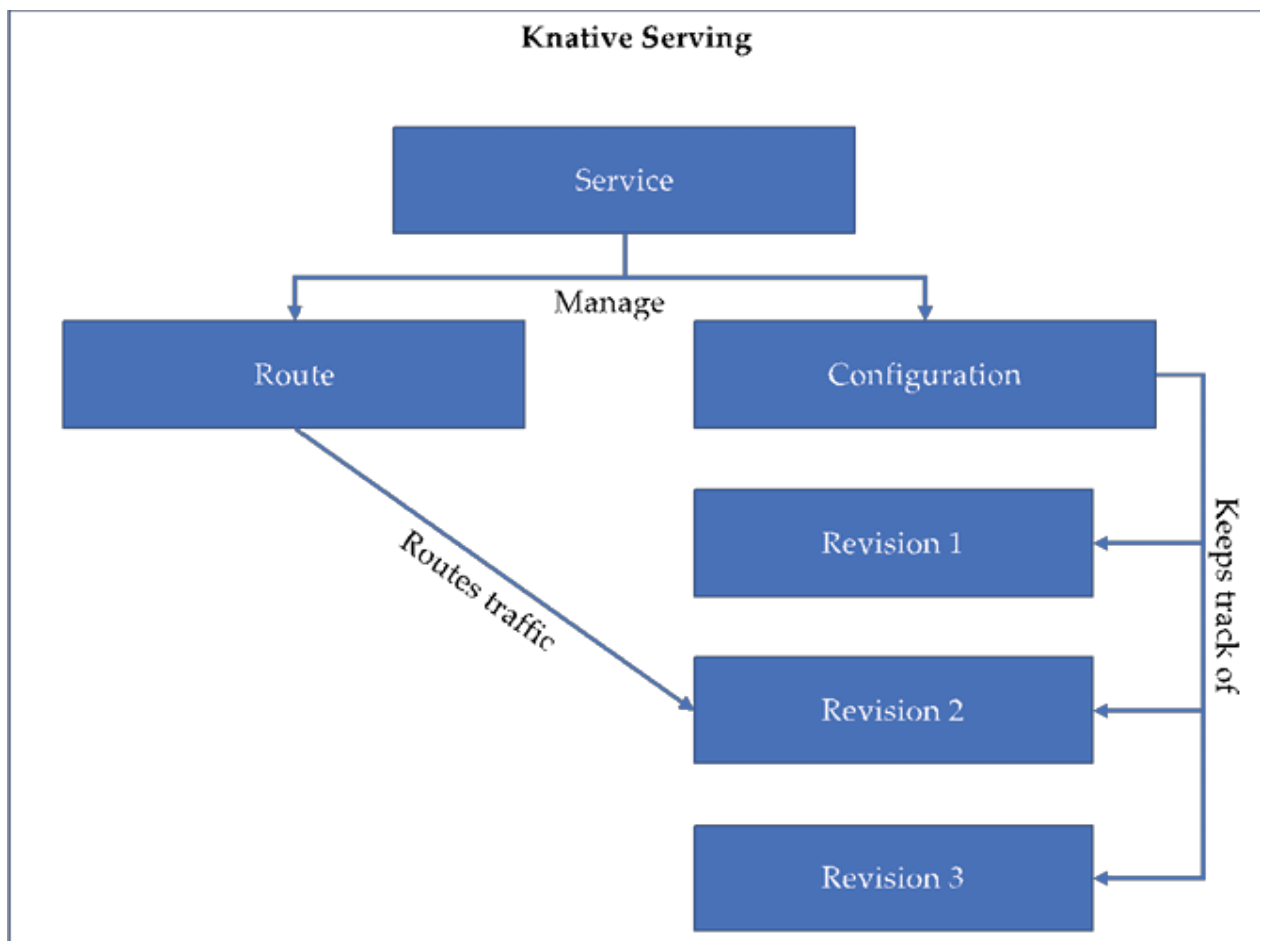 Knative Serving
Service
Manage
Route
Configuration
Routes traffic
Keeps track of
Revision 1
Revision 2
Revision 3